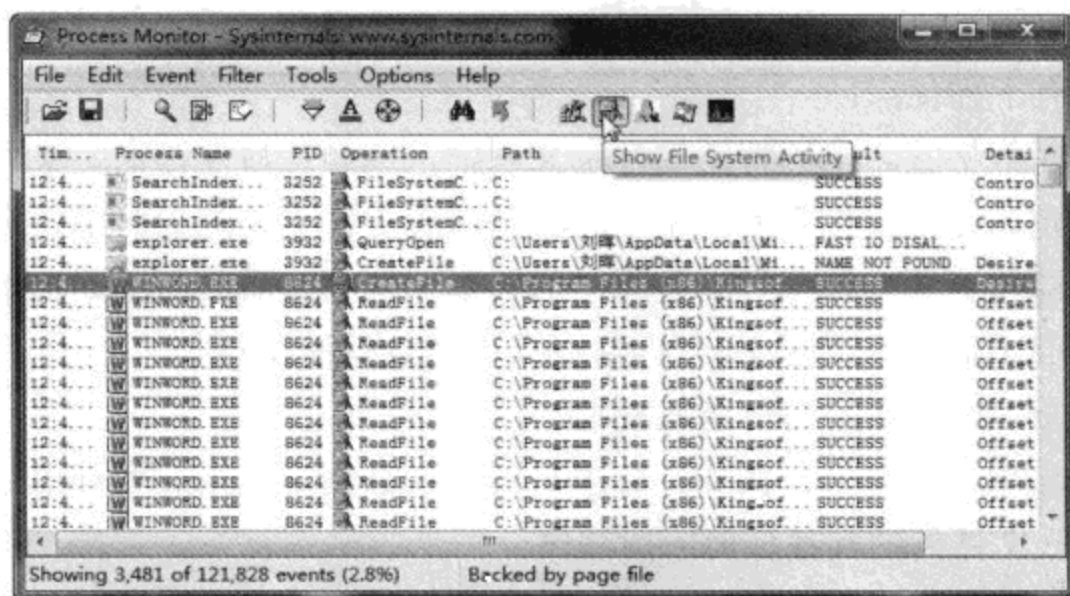 Process Monitor - Sysinternals: www.sysinternals.com
File Edit Event Filter Tools Options Help
Tim... Process Name PID Operation Path ult Detai
Show File System Activity
12:4... SearchIndex... 3252 FileSystemC... C: SUCCESS Contro
12:4... SearchIndex... 3252 FileSystemC... C: SUCCESS Contro
12:4... SearchIndex... 3252 FileSystemC... C: SUCCESS Contro
12:4... explorer.exe 3932 QueryOpen C:\Users\刘晖\AppData\Local\Mi... FAST IO DISAL...
12:4... explorer.exe 3932 CreateFile C:\Users\刘晖\AppData\Local\Mi... NAME NOT FOUND Desire
12:4... WINWORD.EXE 8624 CreateFile C:\Program Files (x86)\Kingsof... SUCCESS Desire
12:4... WINWORD.EXE 8624 ReadFile C:\Program Files (x86)\Kingsof... SUCCESS Offset
12:4... WINWORD.EXE 8624 ReadFile C:\Program Files (x86)\Kingsof... SUCCESS Offset
12:4... WINWORD.EXE 8624 ReadFile C:\Program Files (x86)\Kingsof... SUCCESS Offset
12:4... WINWORD.EXE 8624 ReadFile C:\Program Files (x86)\Kingsof... SUCCESS Offset
12:4... WINWORD.EXE 8624 ReadFile C:\Program Files (x86)\Kingsof... SUCCESS Offset
12:4... WINWORD.EXE 8624 ReadFile C:\Program Files (x86)\Kingsof... SUCCESS Offset
12:4... WINWORD.EXE 8624 ReadFile C:\Program Files (x86)\Kingsof... SUCCESS Offset
12:4... WINWORD.EXE 8624 ReadFile C:\Program Files (x86)\Kingsof... SUCCESS Offset
12:4... WINWORD.EXE 8624 ReadFile C:\Program Files (x86)\Kingsof... SUCCESS Offset
12:4... WINWORD.EXE 8624 ReadFile C:\Program Files (x86)\Kingsof... SUCCESS Offset
12:4... WINWORD.EXE 8624 ReadFile C:\Program Files (x86)\Kingsof... SUCCESS Offset
12:4... WINWORD.EXE 8624 ReadFile C:\Program Files (x86)\Kingsof... SUCCESS Offset
Showing 3,481 of 121,828 events (2.8%) Backed by page file